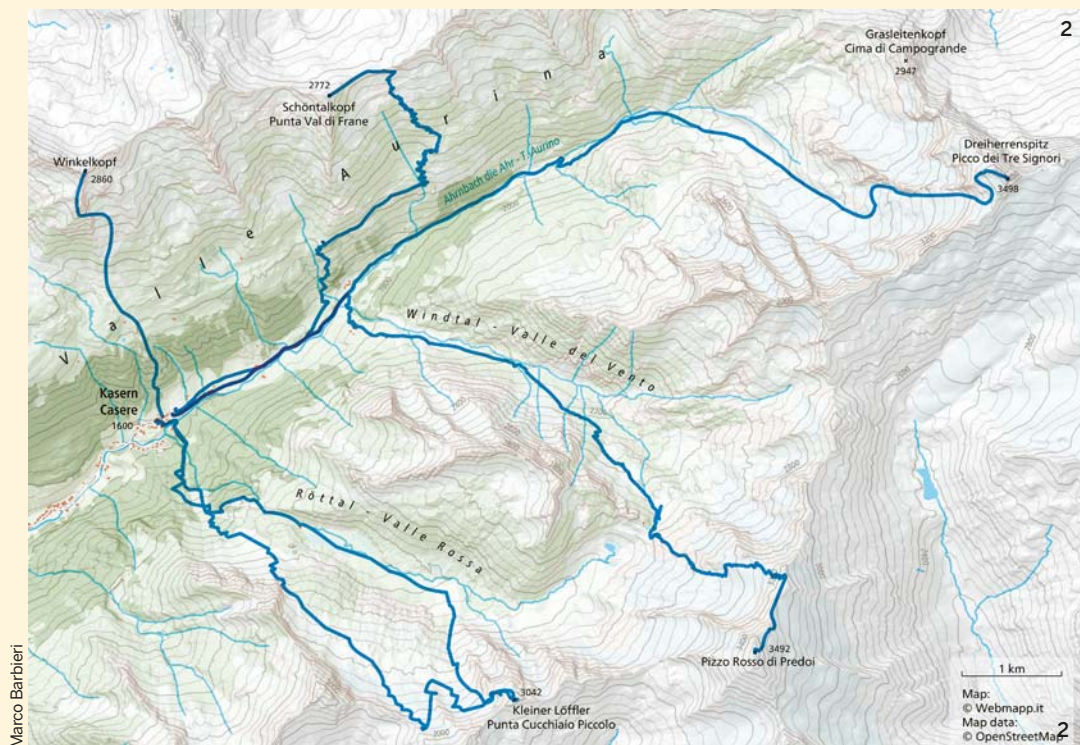 2
Grasleitenkopf
Cima di Campogrande
2947
2772
Schöntalkopf
Punta Val di Frane
Dreiherrenspitz
Picco dei Tre Signori
3498
Winkelkopf
2860
Valle Aurina
Ahrnbach die Ahr - T. Aurino
Windtal - Valle del Vento
Kasern
Casere
1600
Röttal - Valle Rossa
3492
Pizzo Rosso di Predoi
3042
Kleiner Löffler
Punta Cucchiaio Piccolo
1 km
Map:
© Webmapp.it
Map data:
© OpenStreetMap
2
Marco Barbieri